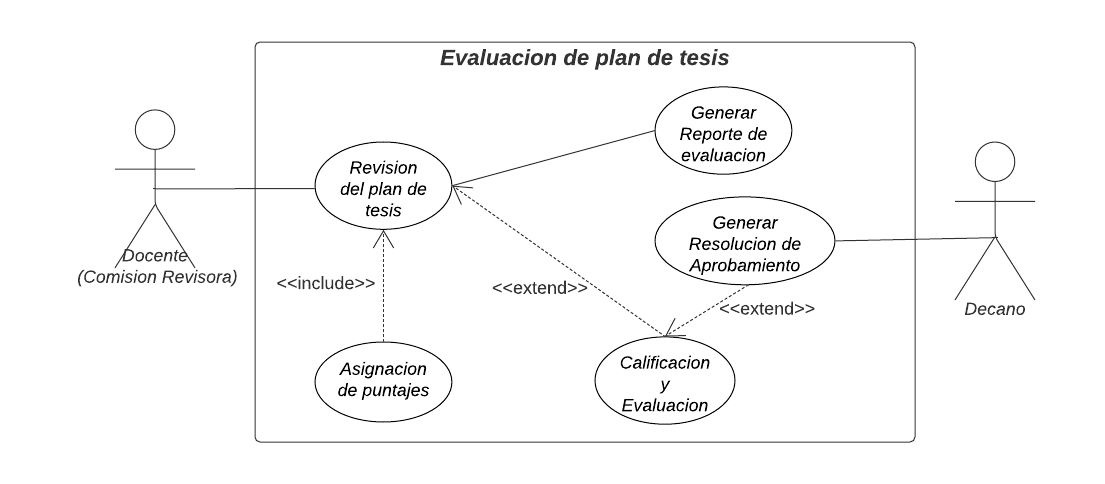 Evaluacion de plan de tesis
Generar
Reporte de
evaluacion
Revision
del plan de
tesis
Generar
Resolucion de
Aprobamiento
Docente
(Comision Revisora)
<<include>>
<<extend>>
<<extend>>
Decano
Asignacion
de puntajes
Calificacion
y
Evaluacion